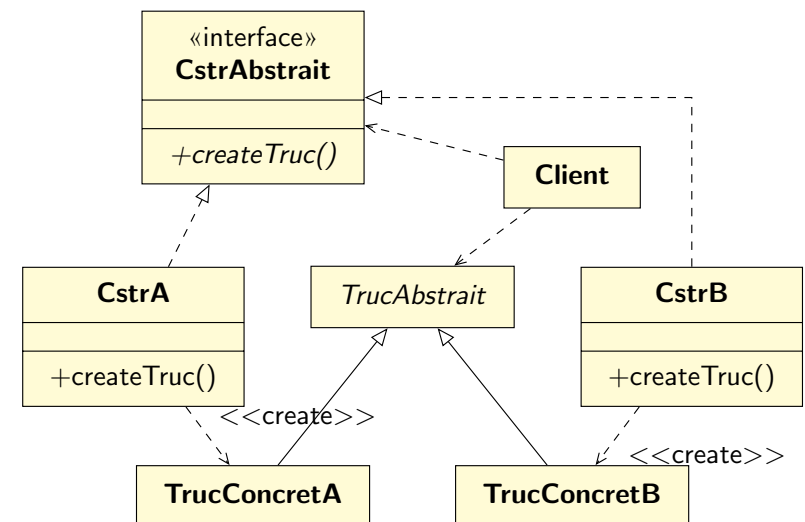 «interface»
CstrAbstrait
+createTruc()
Client
CstrA
+createTruc()
TrucAbstrait
CstrB
+createTruc()
<<create>>
<<create>>
TrucConcretA
TrucConcretB